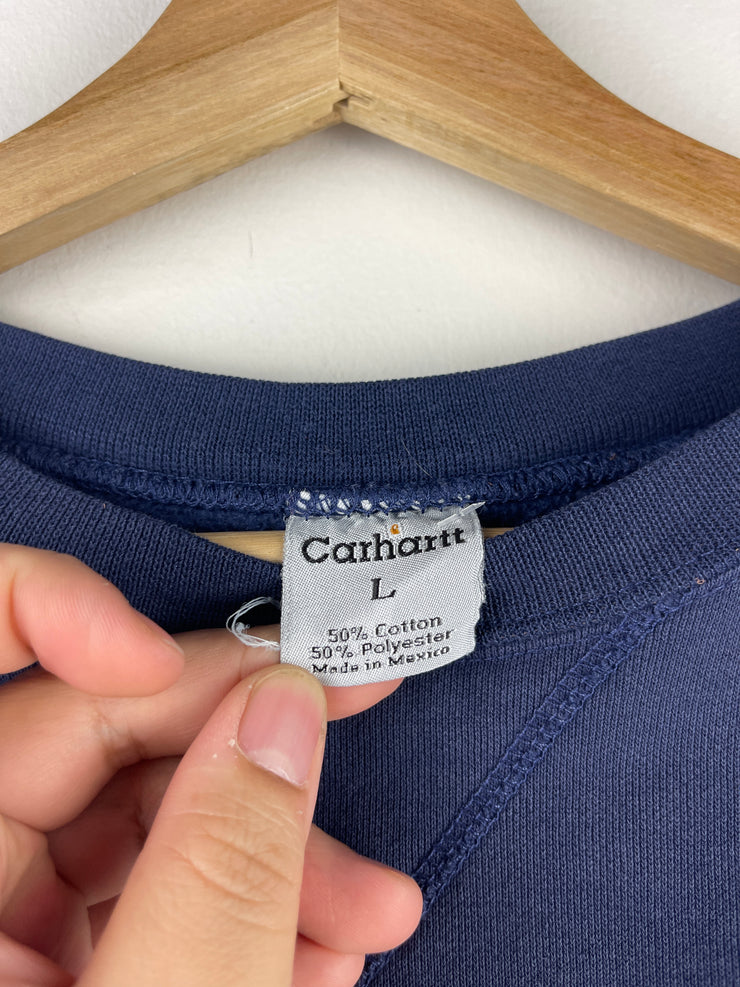 Carhartt
L
50% Cotton
50% Polyester
Made in Mexico